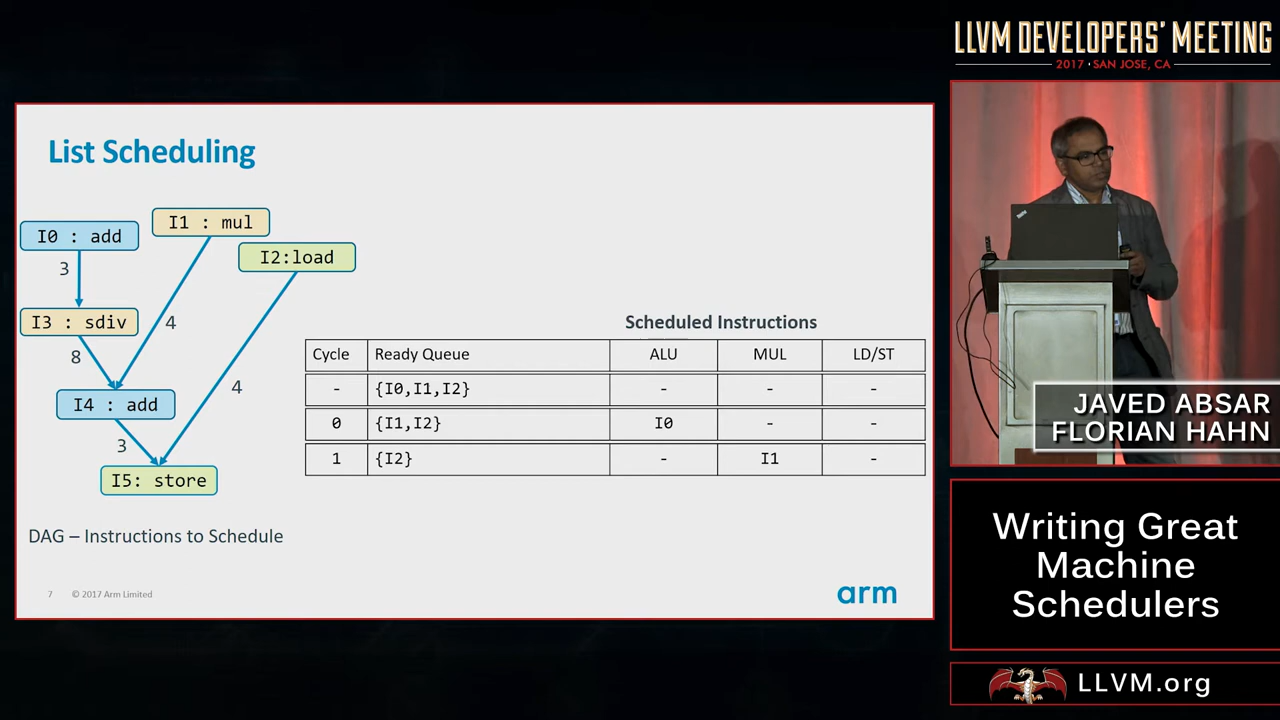 LLVM DEVELOPERS' MEETING
2017 · SAN JOSE, CA
List Scheduling
I0 : add
I1 : mul
I2:load
3
I3 : sdiv
4
8
4
I4 : add
3
I5: store
DAG – Instructions to Schedule
Scheduled Instructions
Cycle Ready Queue ALU MUL LD/ST
- {I0,I1,I2} - - -
0 {I1,I2} I0 - -
1 {I2} - I1 -
7 © 2017 Arm Limited
arm
JAVED ABSAR
FLORIAN HAHN
Writing Great
Machine
Schedulers
LLVM.org